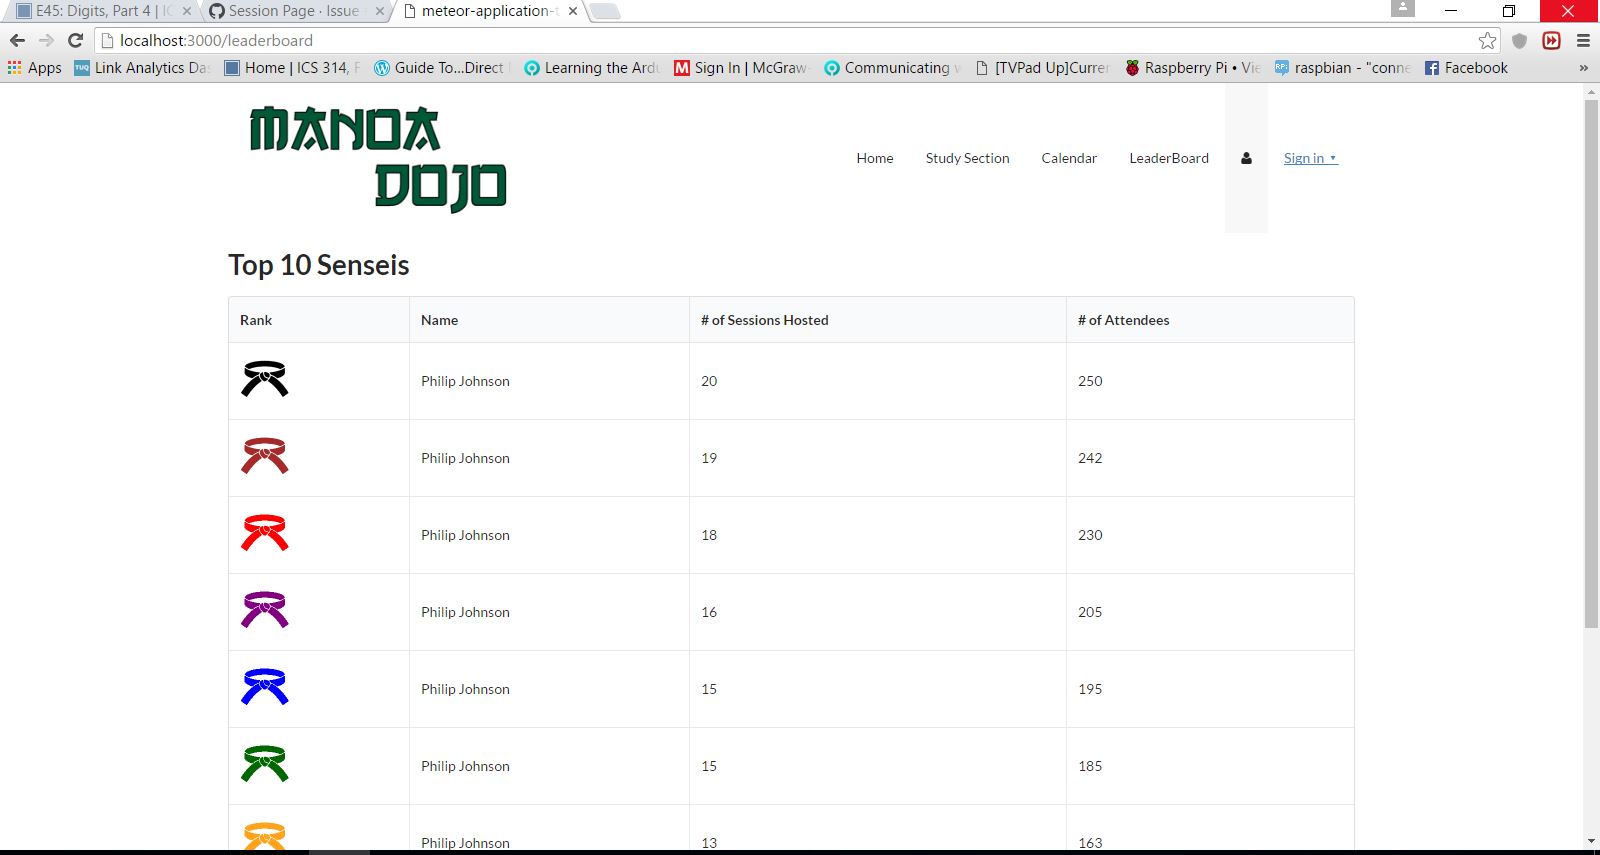 E45: Digits, Part 4 | IC
Session Page · Issue
meteor-application-t
localhost:3000/leaderboard
Apps
Link Analytics Das
Home | ICS 314, F
Guide To...Direct
Learning the Ardu
Sign In | McGraw-
Communicating w
[TVPad Up]Curren
Raspberry Pi • Vie
raspbian - "conne
Facebook
»
MANOA
DOJO
Home
Study Section
Calendar
LeaderBoard
Sign in
Top 10 Senseis
Rank Name # of Sessions Hosted # of Attendees
Philip Johnson 20 250
Philip Johnson 19 242
Philip Johnson 18 230
Philip Johnson 16 205
Philip Johnson 15 195
Philip Johnson 15 185
Philip Johnson 13 163